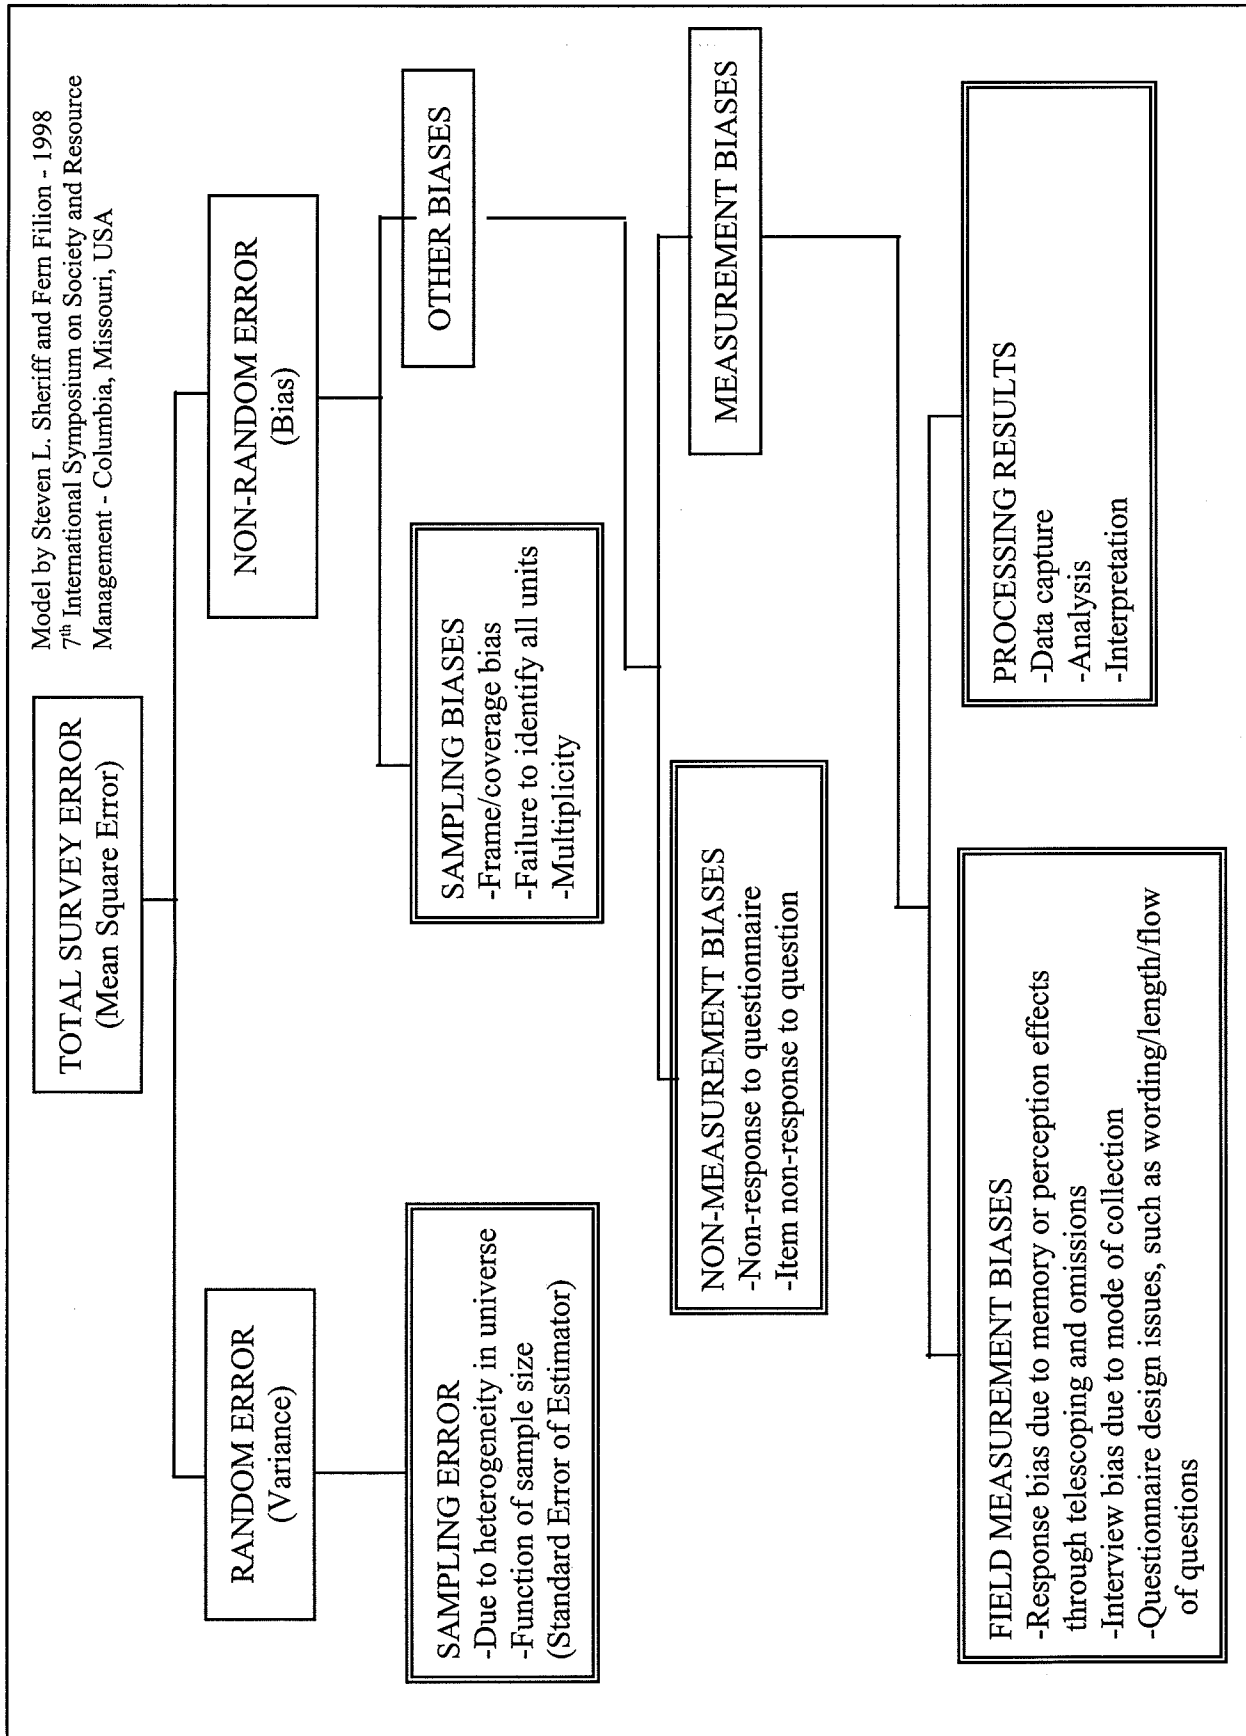 Model by Steven L. Sheriff and Fern Filion - 1998
7th International Symposium on Society and Resource
Management - Columbia, Missouri, USA
TOTAL SURVEY ERROR
(Mean Square Error)
RANDOM ERROR
(Variance)
NON-RANDOM ERROR
(Bias)
SAMPLING ERROR
-Due to heterogeneity in universe
-Function of sample size
(Standard Error of Estimator)
SAMPLING BIASES
-Frame/coverage bias
-Failure to identify all units
-Multiplicity
OTHER BIASES
NON-MEASUREMENT BIASES
-Non-response to questionnaire
-Item non-response to question
MEASUREMENT BIASES
FIELD MEASUREMENT BIASES
-Response bias due to memory or perception effects
through telescoping and omissions
-Interview bias due to mode of collection
-Questionnaire design issues, such as wording/length/flow
of questions
PROCESSING RESULTS
-Data capture
-Analysis
-Interpretation